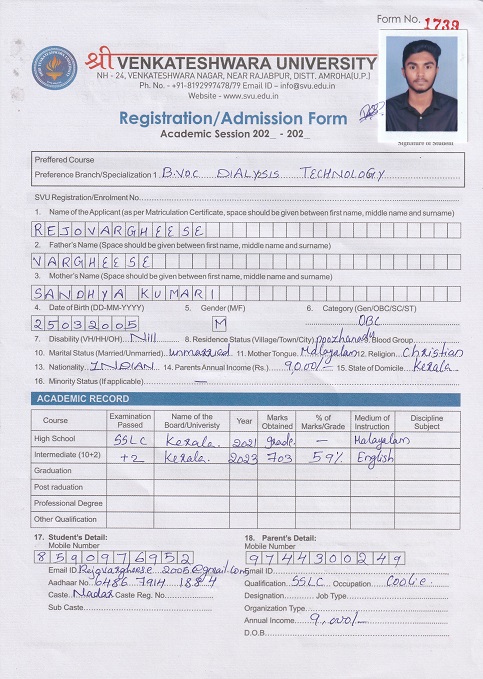 Form No. 1739
श्री VENKATESHWARA UNIVERSITY
NH - 24, VENKATESHWARA NAGAR, NEAR RAJABPUR, DISTT. AMROHA(U.P.)
Ph. No. - +91-8192997478/79 Email ID – info@svu.edu.in
Website - www.svu.edu.in
Registration/Admission Form
Academic Session 202_ - 202_
Signature of Student
Preffered Course
Preference Branch/Specialization 1 B.Voc DIALYSIS TECHNOLOGY
SVU Registration/Enrolment No.
1. Name of the Applicant (as per Matriculation Certificate, space should be given between first name, middle name and surname)
REJOVARGHEESE
2. Father's Name (Space should be given between first name, middle name and surname)
VARGHEESE
3. Mother's Name (Space should be given between first name, middle name and surname)
SANDHYA KUMARI
4. Date of Birth (DD-MM-YYYY) 5. Gender (M/F) 6. Category (Gen/OBC/SC/ST)
25032005 M OBC
7. Disability (VH/HH/OH) Nill 8. Residence Status (Village/Town/City) 9. Blood Group
10. Marital Status (Married/Unmarried) unmarried 11. Mother Tongue Malayalam 12. Religion Christian
13. Nationality INDIAN 14. Parents Annual Income (Rs.) 9,000/- 15. State of Domicile Kerala
16. Minority Status (If applicable) —
ACADEMIC RECORD
Course Examination Passed Name of the Board/Univeristy Year Marks Obtained % of Marks/Grade Medium of Instruction Discipline Subject
High School SSLC Kerala. 2021 grade. — Malayalam
Intermediate (10+2) +2 Kerala. 2023 703 59% English
Graduation
Post raduation
Professional Degree
Other Qualification
17. Student's Detail: 18. Parent's Detail:
Mobile Number Mobile Number
8590976952 9744300249
Email ID Rejovargheese2005@gmail.com Email ID
Aadhaar No. 6486 7914 1884 Qualification SSLC Occupation Coolie.
Caste Nadar Caste Reg. No. Designation Job Type
Sub Caste Organization Type
Annual Income 9,000/-
D.O.B